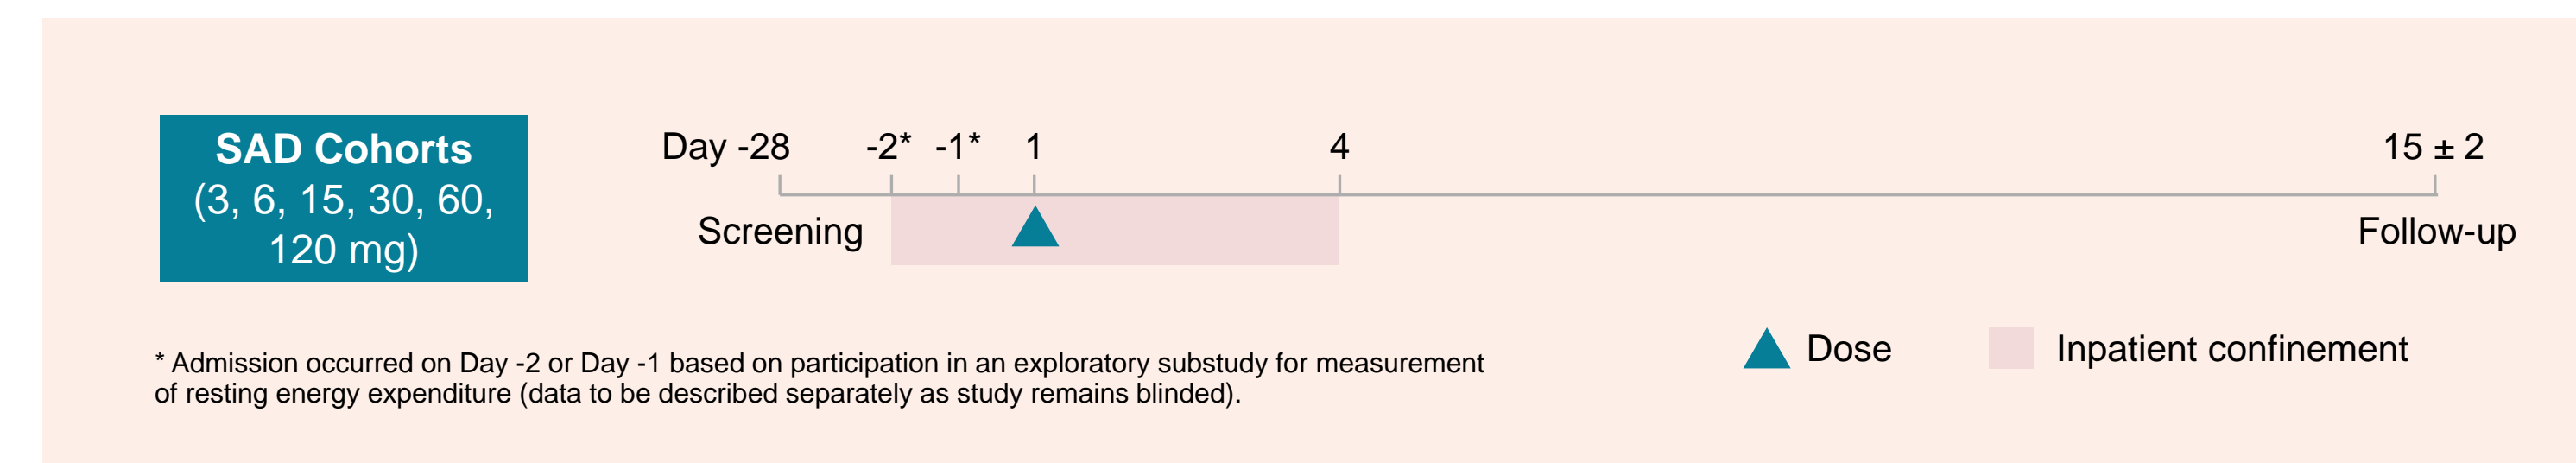 SAD Cohorts
(3, 6, 15, 30, 60,
120 mg)
Day -28 -2* -1* 1 4 15 ± 2
Screening Follow-up
* Admission occurred on Day -2 or Day -1 based on participation in an exploratory substudy for measurement
of resting energy expenditure (data to be described separately as study remains blinded).
Dose Inpatient confinement